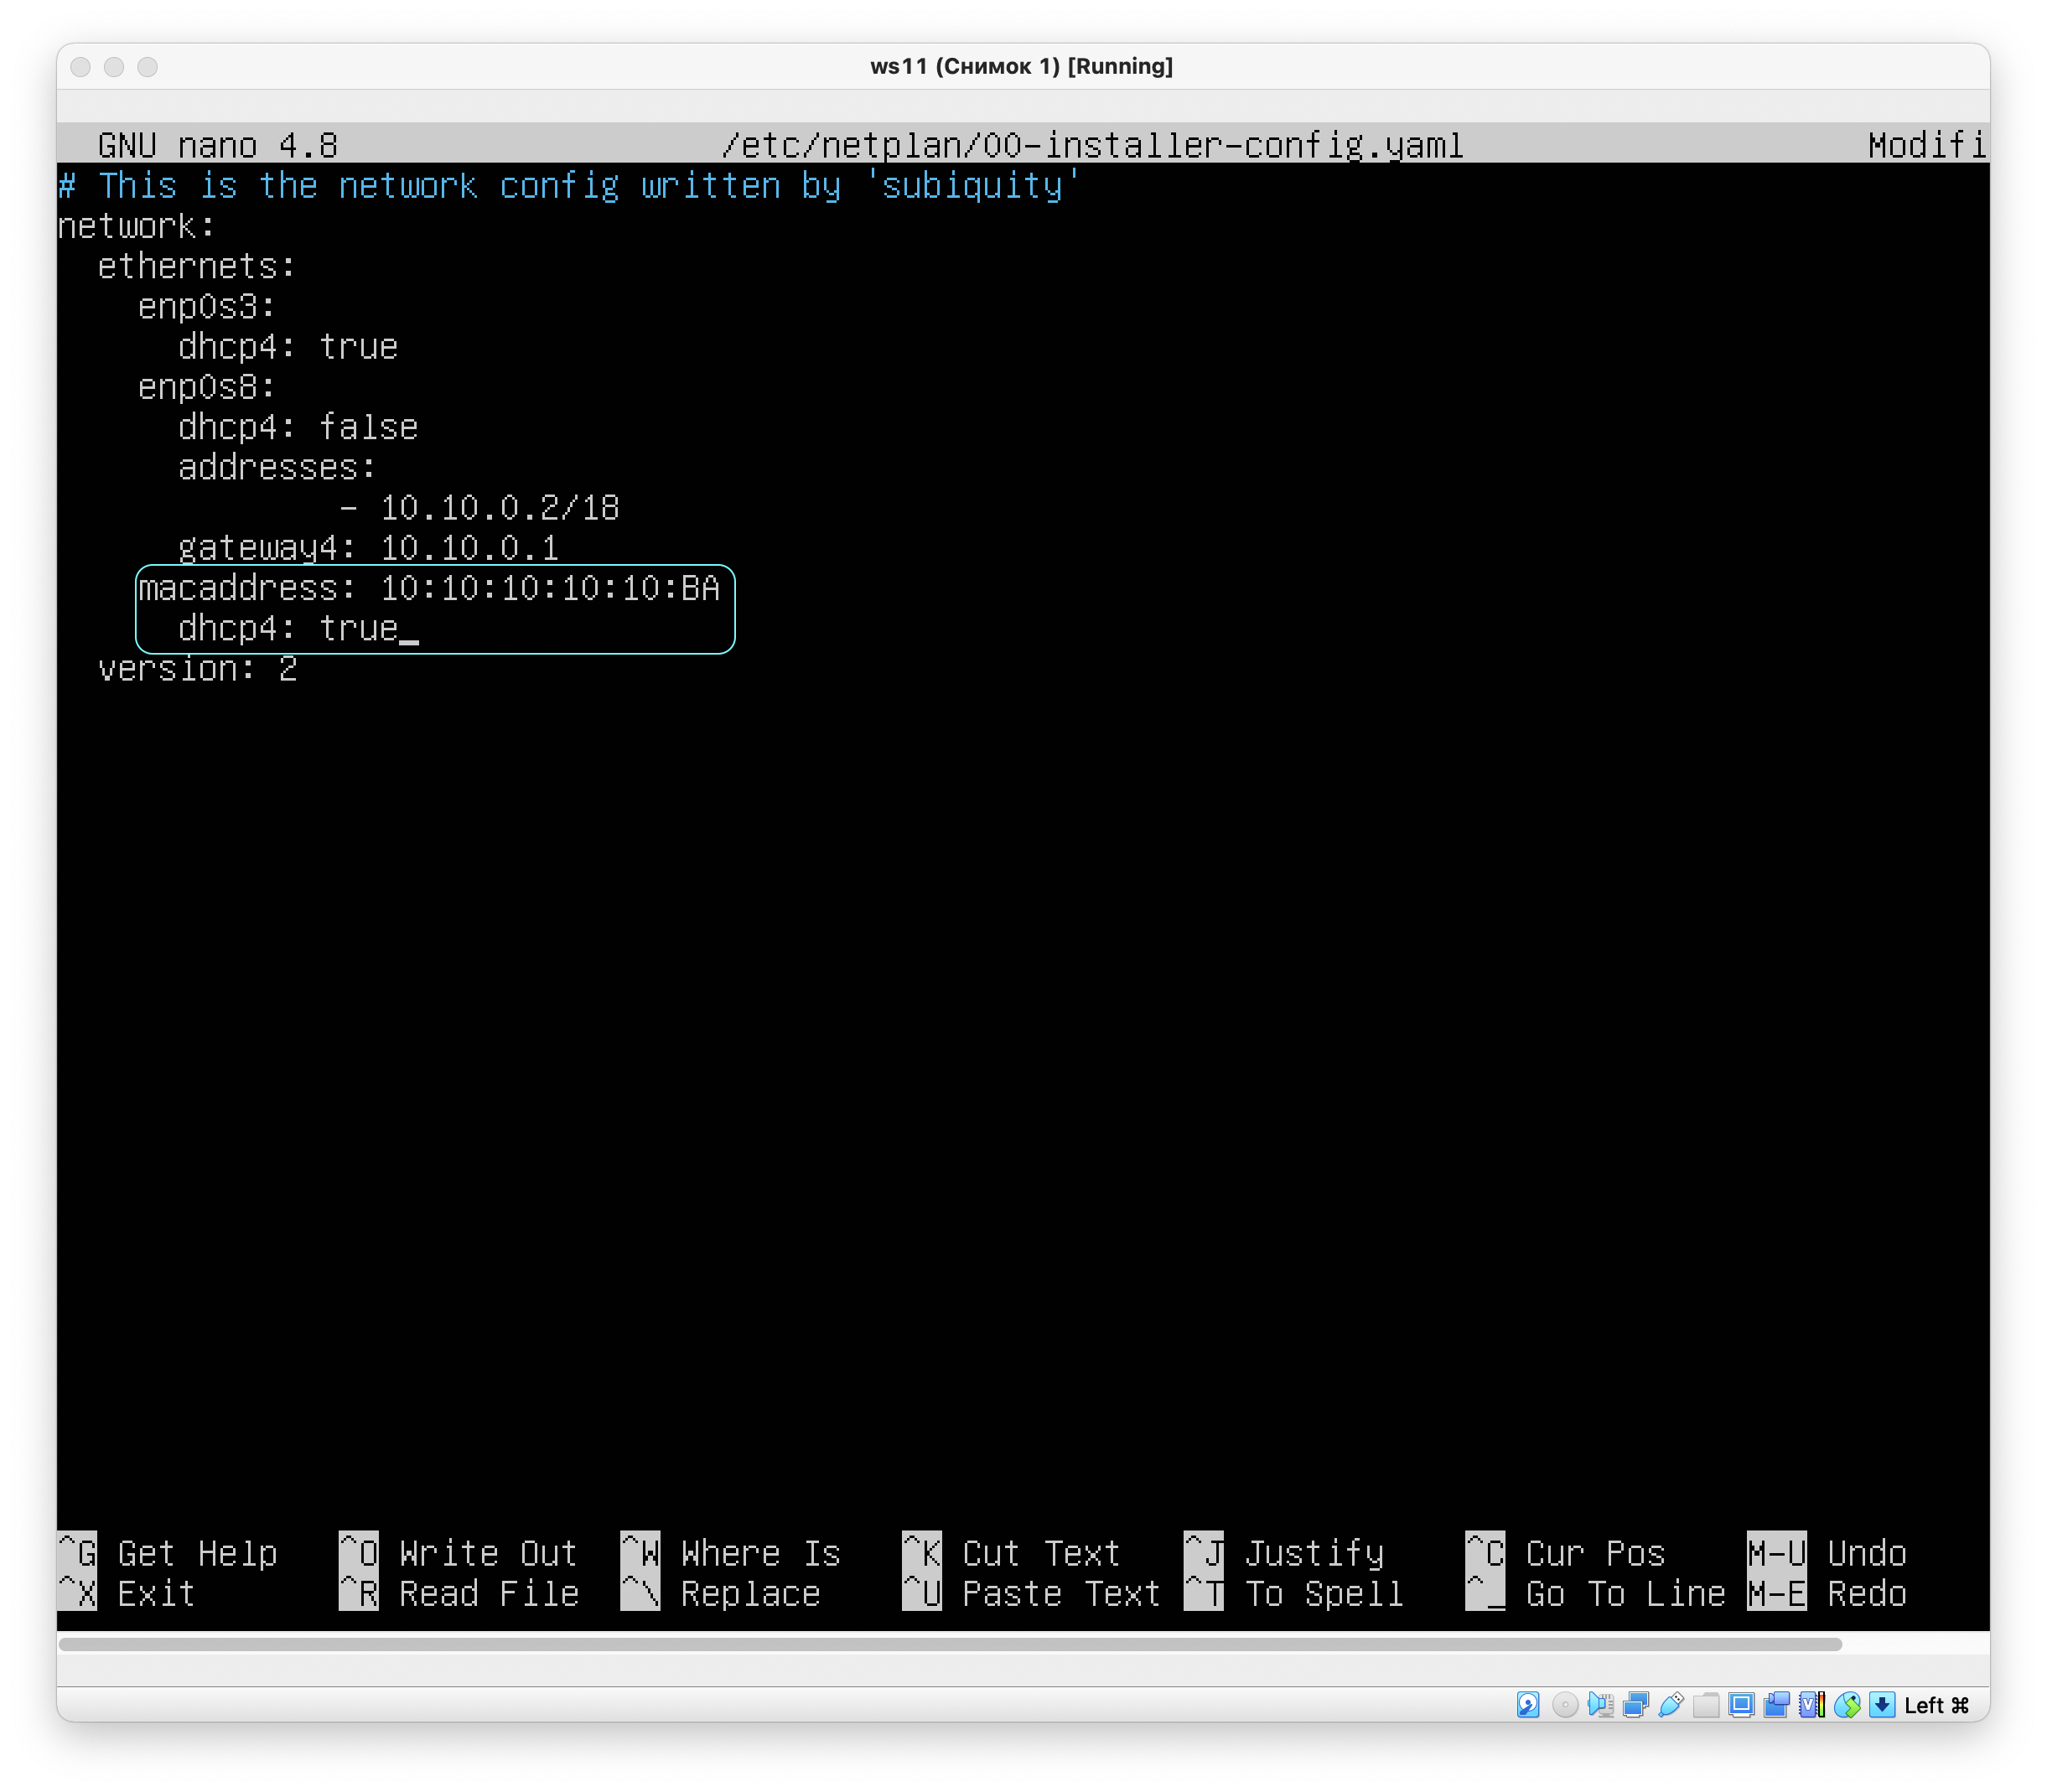 ws11 (Снимок 1) [Running]
GNU nano 4.8 /etc/netplan/00-installer-config.yaml Modifi
# This is the network config written by 'subiquity'
network:
  ethernets:
    enp0s3:
      dhcp4: true
    enp0s8:
      dhcp4: false
      addresses:
              - 10.10.0.2/18
      gateway4: 10.10.0.1
    macaddress: 10:10:10:10:10:BA
      dhcp4: true_
  version: 2
^G Get Help ^O Write Out ^W Where Is ^K Cut Text ^J Justify ^C Cur Pos M-U Undo
^X Exit ^R Read File ^\ Replace ^U Paste Text ^T To Spell ^_ Go To Line M-E Redo
Left ⌘